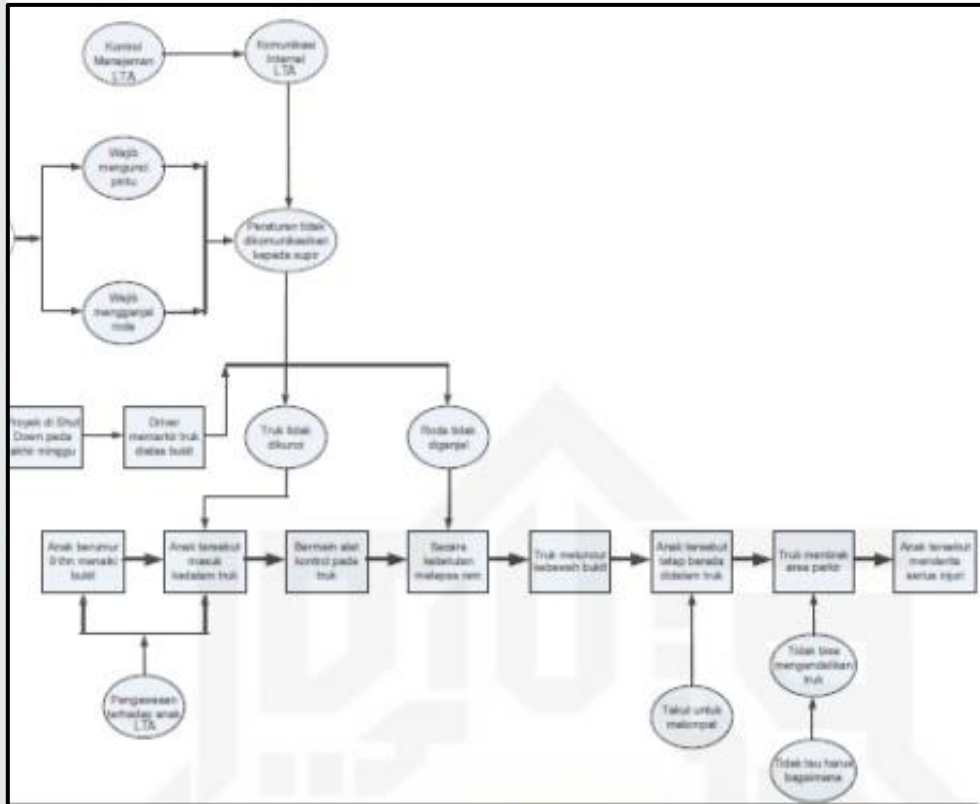 Kontrol
Manajemen
LTA
Komunikasi
Internal
LTA
Wajib
mengunci
pintu
Wajib
mengganjal
roda
Peraturan tidak
dikomunikasikan
kepada supir
Proyek di Shut
Down pada
akhir minggu
Driver
memarkir truk
diatas bukit
Truk tidak
dikunci
Roda tidak
diganjal
Anak berumur
9 thn menaiki
bukit
Anak tersebut
masuk
kedalam truk
Bermain alat
kontrol pada
truk
Secara
kebetulan
melepas rem
Truk meluncur
kebawah bukit
Anak tersebut
tetap berada
didalam truk
Truk menbrak
area parkir
Anak tersebut
menderita
serius injuri
Pengawasan
terhadap anak
LTA
Takut untuk
melompat
Tidak bisa
mengendalikan
truk
Tidak tau harus
bagaimana